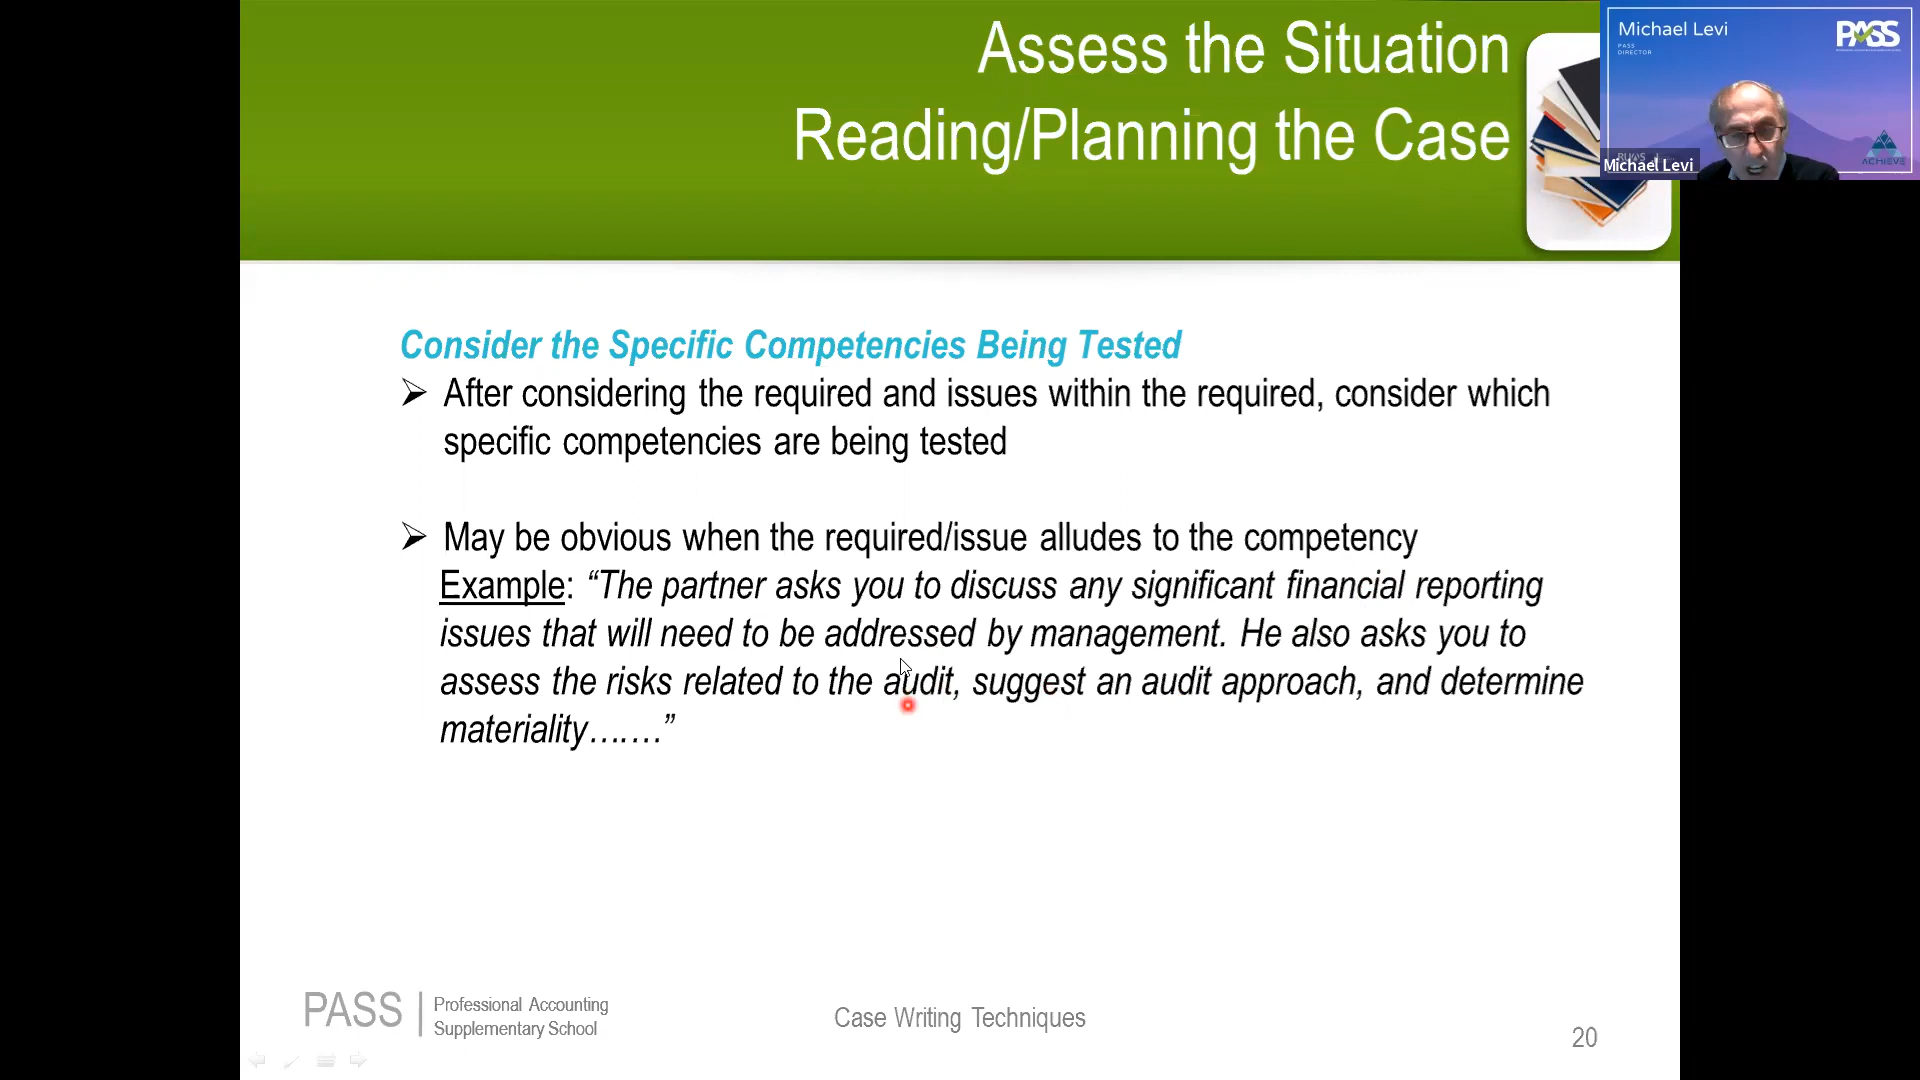 Assess the Situation
Reading/Planning the Case
Michael Levi
PASS
DIRECTOR
PASS
ACHIEVE
Michael Levi
Consider the Specific Competencies Being Tested
➢ After considering the required and issues within the required, consider which
specific competencies are being tested
➢ May be obvious when the required/issue alludes to the competency
Example: “The partner asks you to discuss any significant financial reporting
issues that will need to be addressed by management. He also asks you to
assess the risks related to the audit, suggest an audit approach, and determine
materiality…….”
PASS | Professional Accounting
Supplementary School
Case Writing Techniques
20